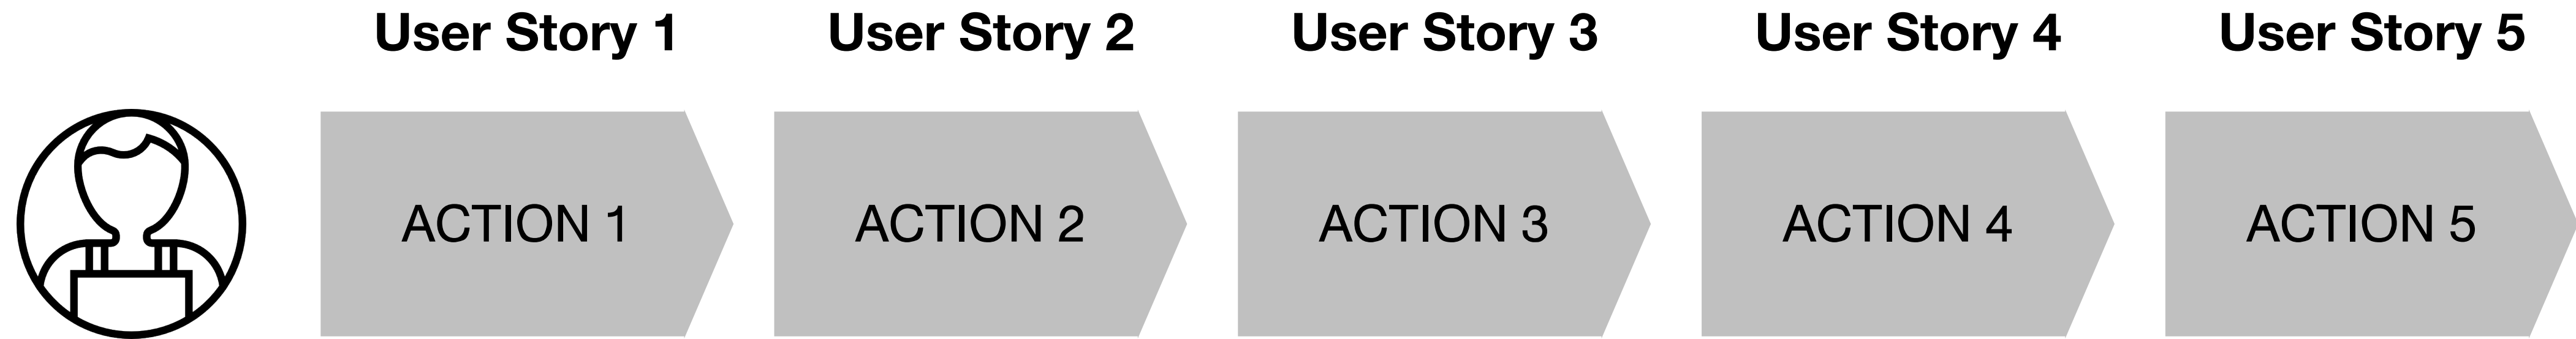 User Story 1
User Story 2
User Story 3
User Story 4
User Story 5
ACTION 1
ACTION 2
ACTION 3
ACTION 4
ACTION 5